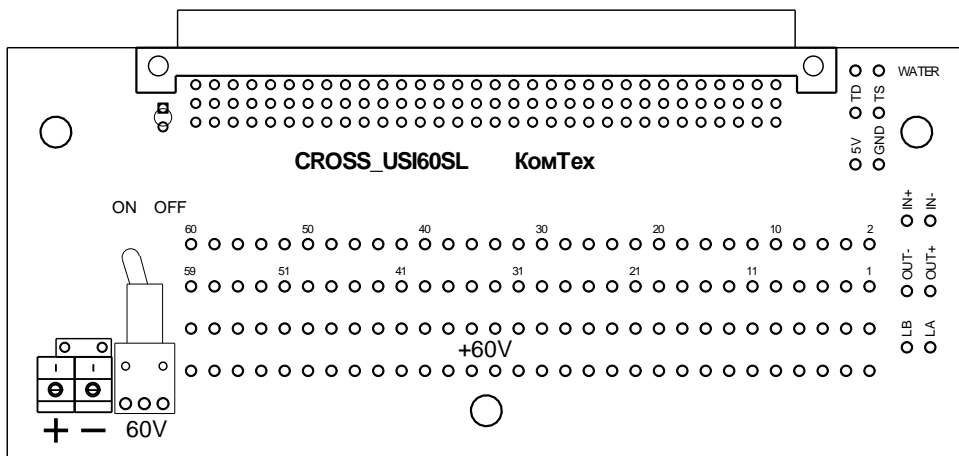 WATER
TD TS
5V GND
CROSS_USI60SL КомТех
ON OFF
IN+ IN-
60 50 40 30 20 10 2
OUT- OUT+
59 51 41 31 21 11 1
LB LA
+60V
+ − 60V